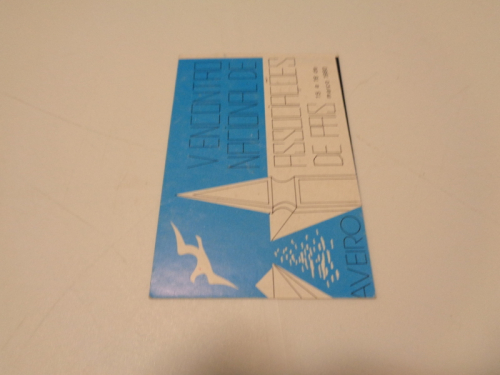 V ENCONTRO
NACIONAL DE
ASSOCIAÇÕES
DE PAIS
AVEIRO